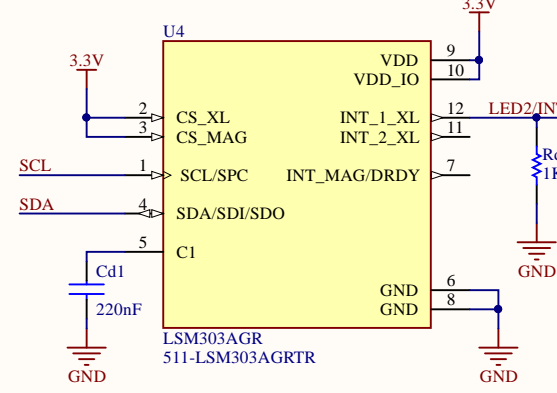 3.3V
U4
3.3V
VDD 9
VDD_IO 10
2 CS_XL
3 CS_MAG
INT_1_XL 12
INT_2_XL 11
SCL 1 SCL/SPC
INT_MAG/DRDY 7
SDA 4 SDA/SDI/SDO
5 C1
Cd1
220nF
GND
GND 6
GND 8
GND
LSM303AGR
511-LSM303AGRTR
LED2/IN
GND